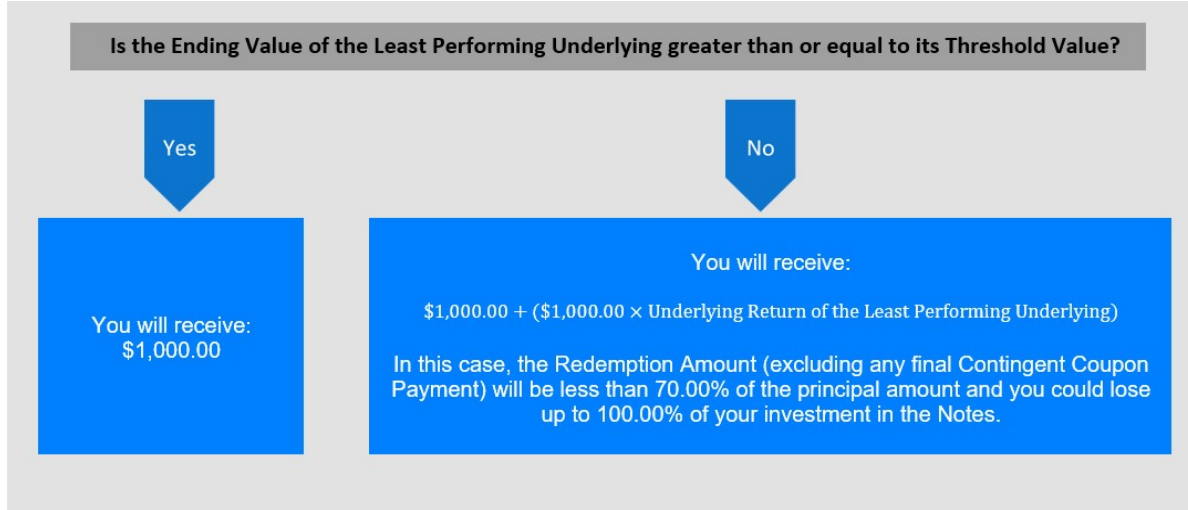 Is the Ending Value of the Least Performing Underlying greater than or equal to its Threshold Value?
Yes
No
You will receive:
$1,000.00
You will receive:
$1,000.00 + ($1,000.00 × Underlying Return of the Least Performing Underlying)
In this case, the Redemption Amount (excluding any final Contingent Coupon
Payment) will be less than 70.00% of the principal amount and you could lose
up to 100.00% of your investment in the Notes.